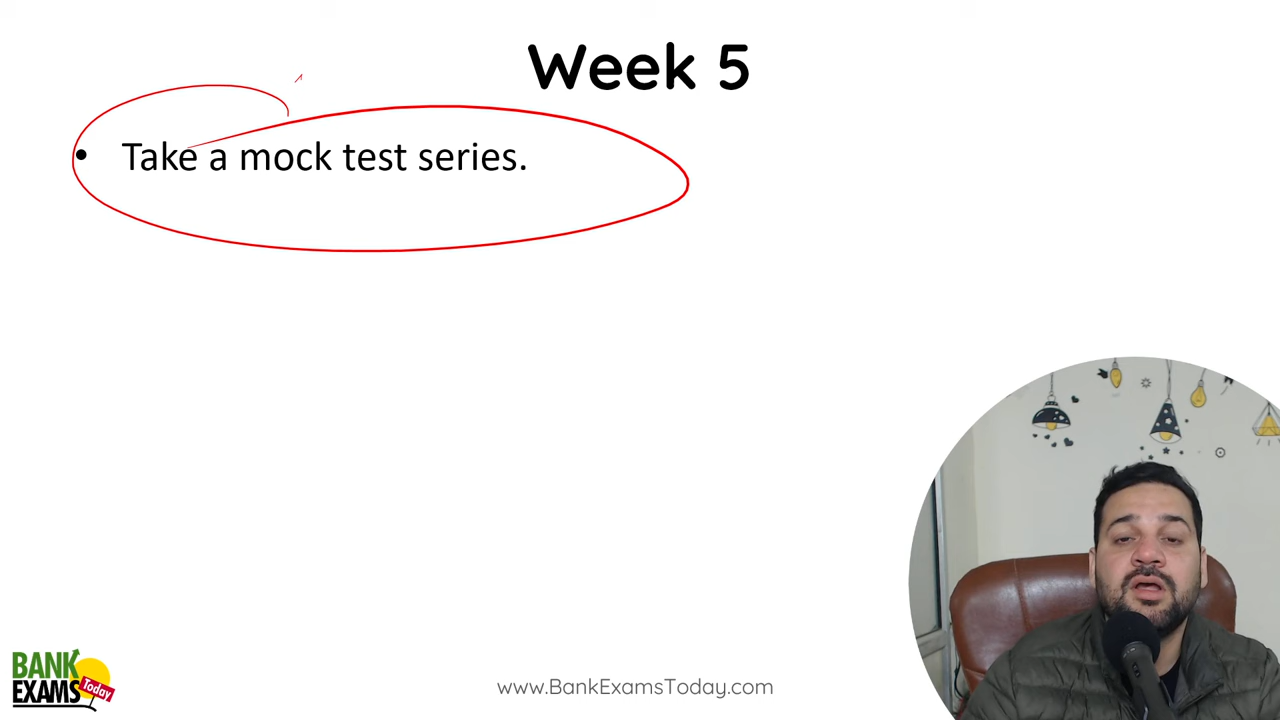 Week 5
• Take a mock test series.
BANK
EXAMS
Today
www.BankExamsToday.com